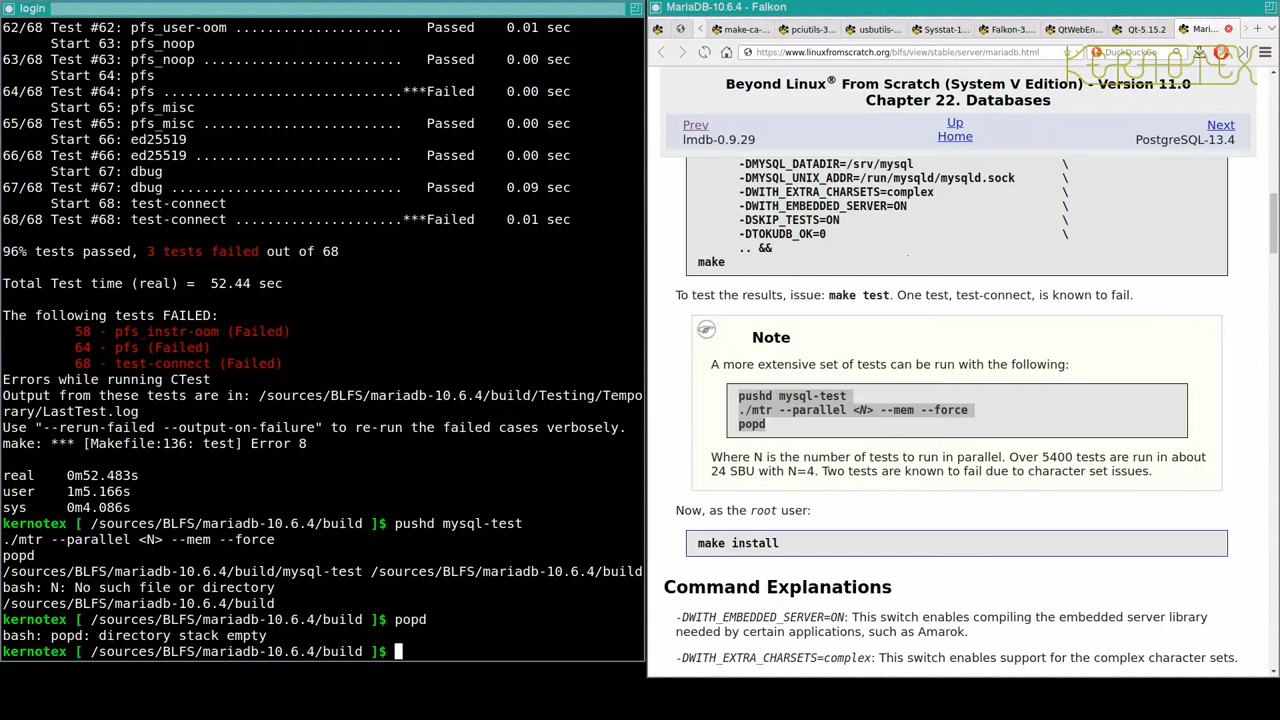 login
62/68 Test #62: pfs_user-oom .....................   Passed    0.01 sec
      Start 63: pfs_noop
63/68 Test #63: pfs_noop .........................   Passed    0.00 sec
      Start 64: pfs
64/68 Test #64: pfs ..............................***Failed    0.00 sec
      Start 65: pfs_misc
65/68 Test #65: pfs_misc .........................   Passed    0.00 sec
      Start 66: ed25519
66/68 Test #66: ed25519 ..........................   Passed    0.00 sec
      Start 67: dbug
67/68 Test #67: dbug .............................   Passed    0.09 sec
      Start 68: test-connect
68/68 Test #68: test-connect .....................***Failed    0.01 sec
96% tests passed, 3 tests failed out of 68
Total Test time (real) =  52.44 sec
The following tests FAILED:
58 - pfs_instr-oom (Failed)
64 - pfs (Failed)
68 - test-connect (Failed)
Errors while running CTest
Output from these tests are in: /sources/BLFS/mariadb-10.6.4/build/Testing/Tempo
rary/LastTest.log
Use "--rerun-failed --output-on-failure" to re-run the failed cases verbosely.
make: *** [Makefile:136: test] Error 8
real    0m52.483s
user    1m5.166s
sys     0m4.086s
kernotex [ /sources/BLFS/mariadb-10.6.4/build ]$ pushd mysql-test
./mtr --parallel <N> --mem --force
popd
/sources/BLFS/mariadb-10.6.4/build/mysql-test /sources/BLFS/mariadb-10.6.4/build
bash: N: No such file or directory
/sources/BLFS/mariadb-10.6.4/build
kernotex [ /sources/BLFS/mariadb-10.6.4/build ]$ popd
bash: popd: directory stack empty
kernotex [ /sources/BLFS/mariadb-10.6.4/build ]$
MariaDB-10.6.4 - Falkon
make-ca- pciutils-3 usbutils- Sysstat-1 Falkon-3. QtWebEn. Qt-5.15.2 Mari.
https://www.linuxfromscratch.org/blfs/view/stable/server/mariadb.html
DuckDuckGo
KERNOTEX
Beyond Linux® From Scratch (System V Edition) - Version 11.0
Chapter 22. Databases
Prev Up Next
lmdb-0.9.29 Home PostgreSQL-13.4
-DMYSQL_DATADIR=/srv/mysql \
-DMYSQL_UNIX_ADDR=/run/mysqld/mysqld.sock \
-DWITH_EXTRA_CHARSETS=complex \
-DWITH_EMBEDDED_SERVER=ON \
-DSKIP_TESTS=ON \
-DTOKUDB_OK=0 \
.. &&
make
To test the results, issue: make test. One test, test-connect, is known to fail.
Note
A more extensive set of tests can be run with the following:
pushd mysql-test
./mtr --parallel <N> --mem --force
popd
Where N is the number of tests to run in parallel. Over 5400 tests are run in about
24 SBU with N=4. Two tests are known to fail due to character set issues.
Now, as the root user:
make install
Command Explanations
-DWITH_EMBEDDED_SERVER=ON: This switch enables compiling the embedded server library
needed by certain applications, such as Amarok.
-DWITH_EXTRA_CHARSETS=complex: This switch enables support for the complex character sets.